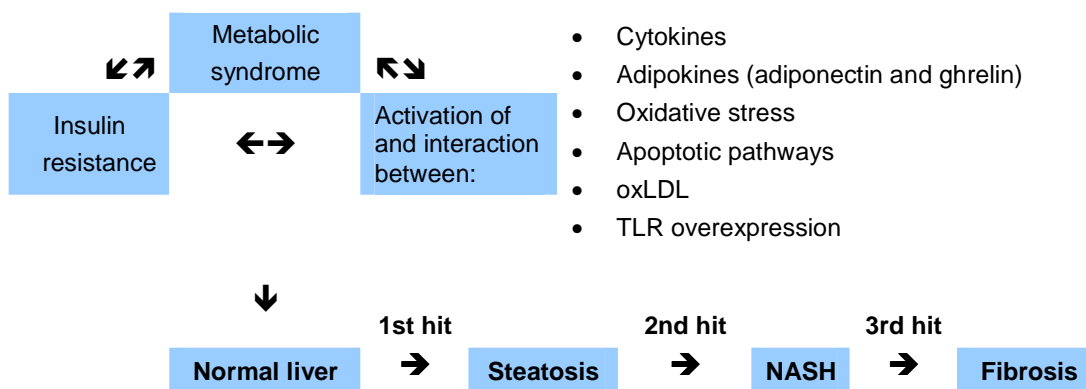 Metabolic
syndrome
Insulin
resistance
Activation of
and interaction
between:
• Cytokines
• Adipokines (adiponectin and ghrelin)
• Oxidative stress
• Apoptotic pathways
• oxLDL
• TLR overexpression
1st hit
2nd hit
3rd hit
Normal liver
Steatosis
NASH
Fibrosis